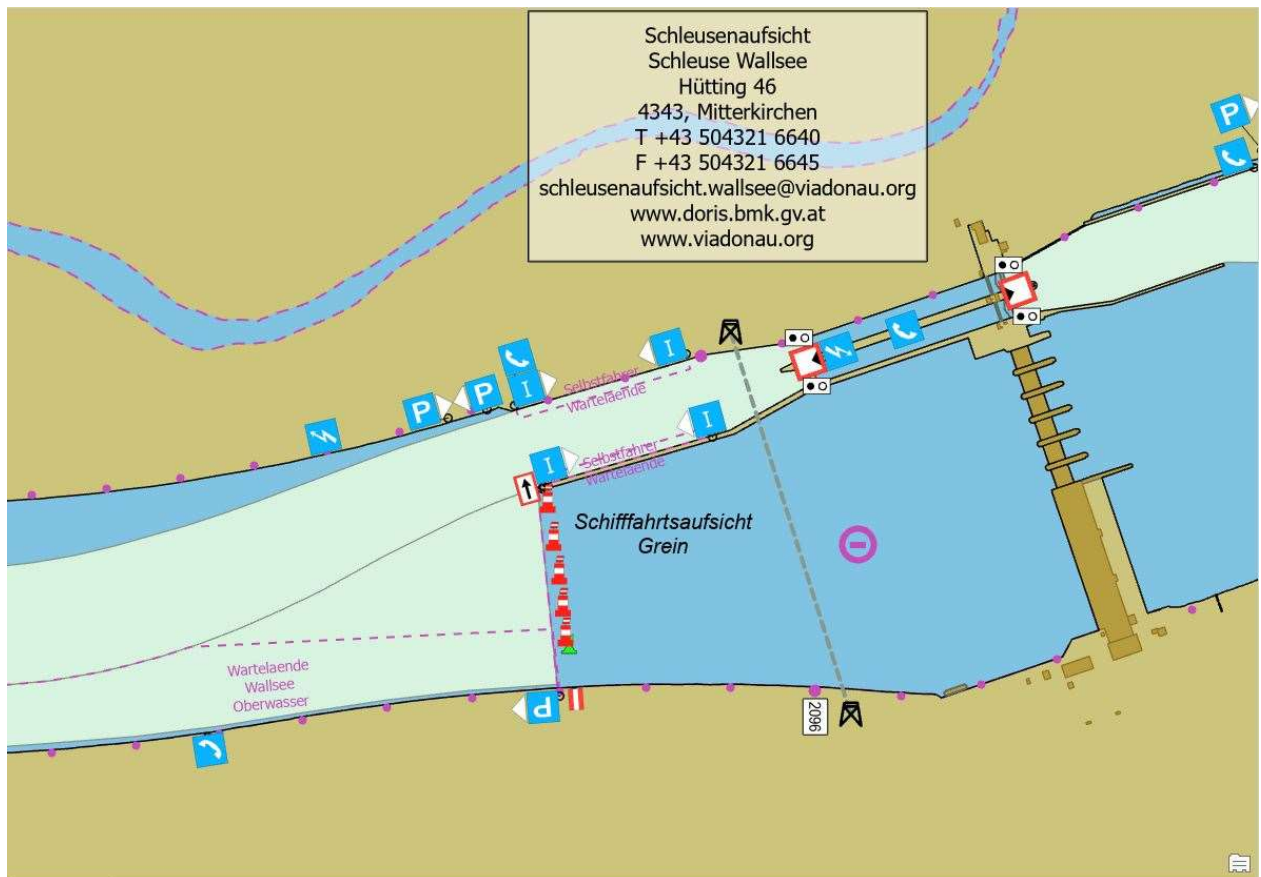 Schleusenaufsicht
Schleuse Wallsee
Hütting 46
4343, Mitterkirchen
T +43 504321 6640
F +43 504321 6645
schleusenaufsicht.wallsee@viadonau.org
www.doris.bmk.gv.at
www.viadonau.org
P
I
I
P
P
Selbstfahrer
Wartelaende
I
I
Selbstfahrer
Wartelaende
Schifffahrtsaufsicht
Grein
Wartelaende
Wallsee
Oberwasser
P
2096